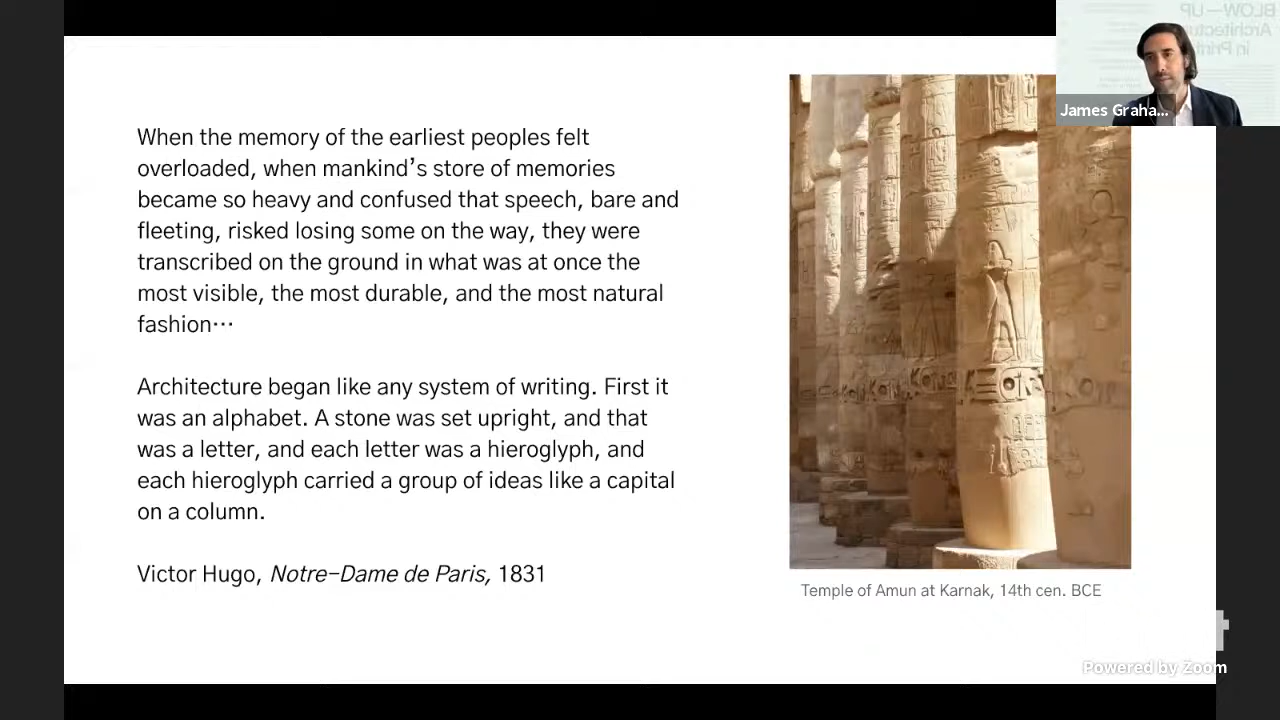 When the memory of the earliest peoples felt
overloaded, when mankind’s store of memories
became so heavy and confused that speech, bare and
fleeting, risked losing some on the way, they were
transcribed on the ground in what was at once the
most visible, the most durable, and the most natural
fashion⋯
Architecture began like any system of writing. First it
was an alphabet. A stone was set upright, and that
was a letter, and each letter was a hieroglyph, and
each hieroglyph carried a group of ideas like a capital
on a column.
Victor Hugo, Notre-Dame de Paris, 1831
Temple of Amun at Karnak, 14th cen. BCE
BLOW—UP
Architecture
in Print
James Graha...
t
Powered by Zoom